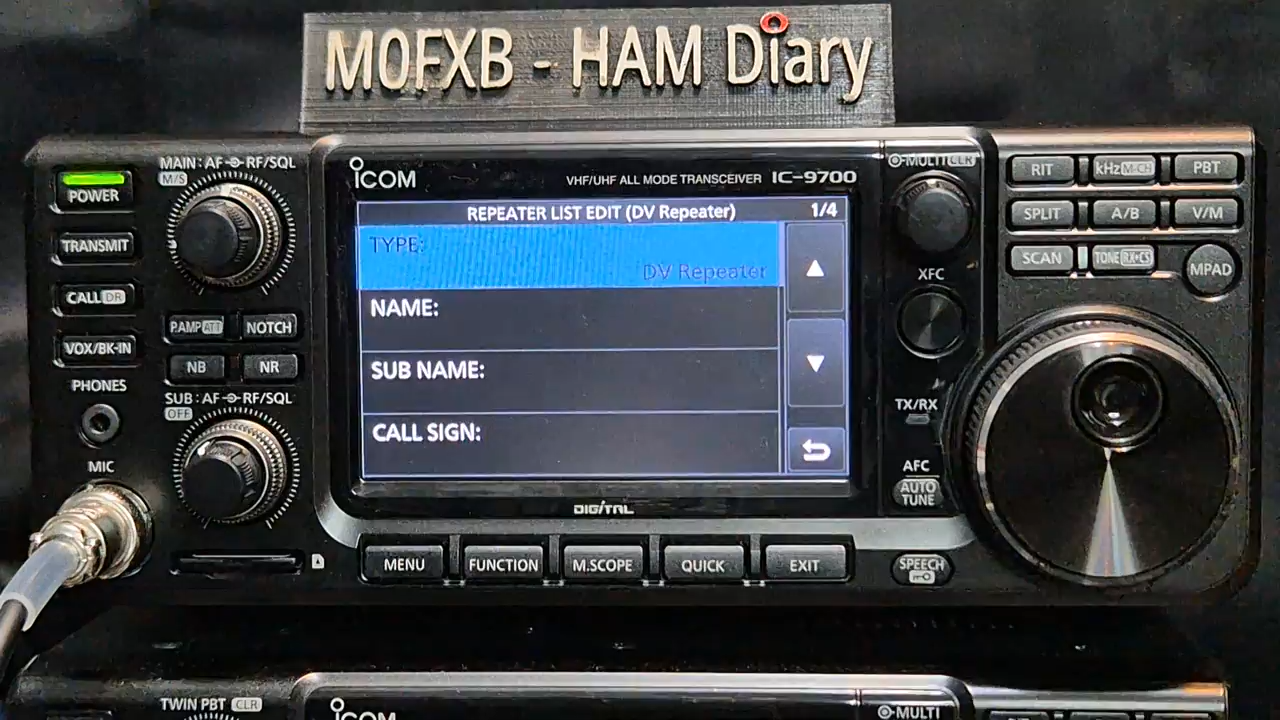 M0FXB - HAM Diary
POWER
TRANSMIT
CALL DR
VOX/BK-IN
PHONES
MIC
MAIN: AF RF/SQL
M/S
P.AMP ATT
NOTCH
NB
NR
SUB: AF RF/SQL
OFF
ICOM
VHF/UHF ALL MODE TRANSCEIVER IC-9700
REPEATER LIST EDIT (DV Repeater) 1/4
TYPE:
DV Repeater
NAME:
SUB NAME:
CALL SIGN:
DIGITAL
MENU
FUNCTION
M.SCOPE
QUICK
EXIT
MULTI CLR
XFC
TX/RX
AFC
AUTO
TUNE
SPEECH
RIT
kHz M-CH
PBT
SPLIT
A/B
V/M
SCAN
TONE RX-CS
MPAD
TWIN PBT CLR
ICOM
MULTI